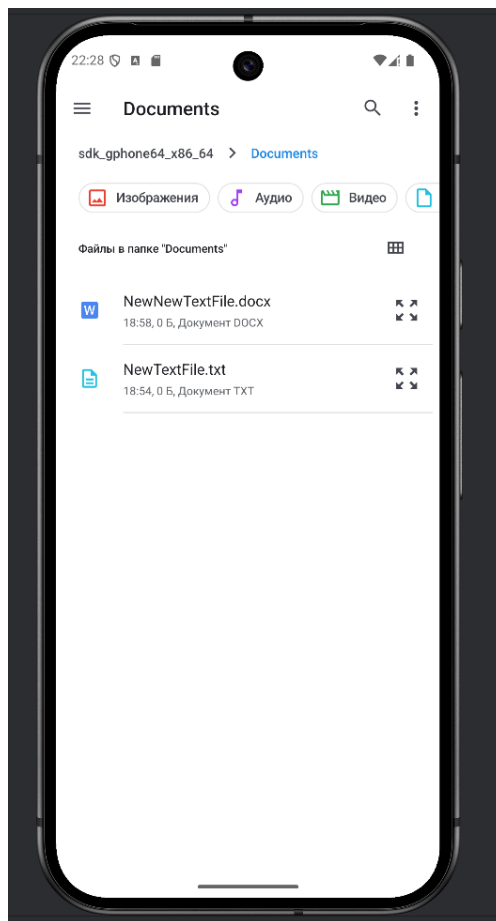 22:28
Documents
sdk_gphone64_x86_64 > Documents
Изображения Аудио Видео
Файлы в папке "Documents"
W
NewNewTextFile.docx
18:58, 0 Б, Документ DOCX
NewTextFile.txt
18:54, 0 Б, Документ TXT